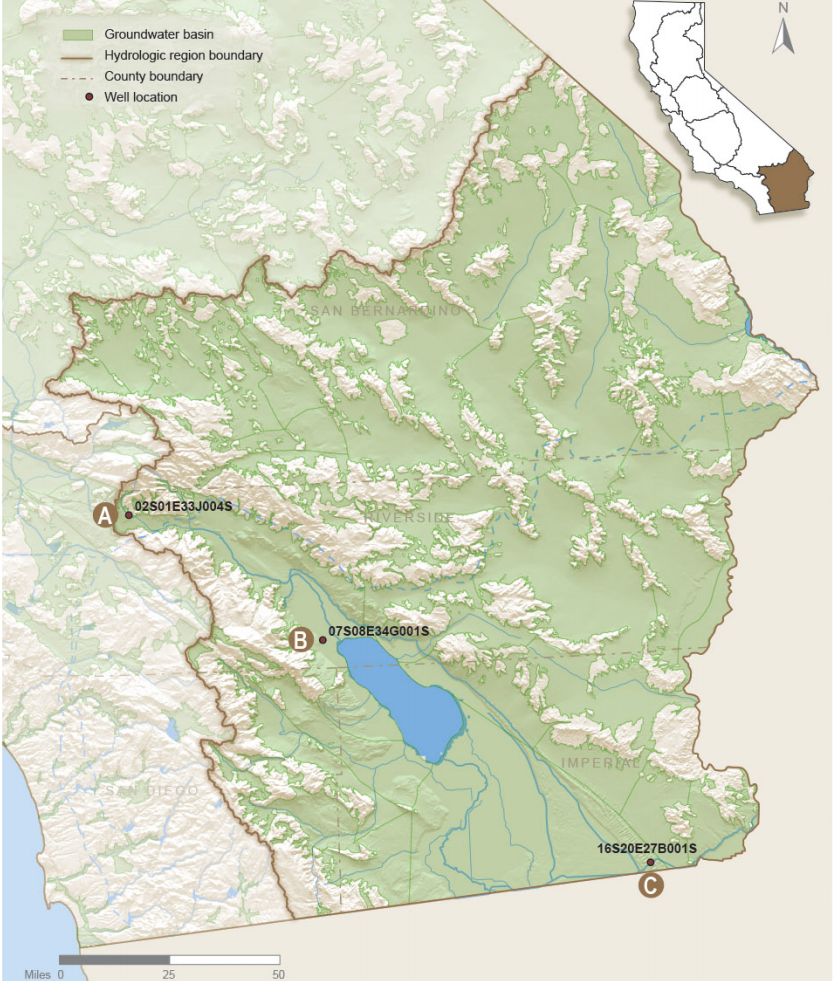 N
Groundwater basin
Hydrologic region boundary
County boundary
Well location
SAN BERNARDINO
A
02S01E33J004S
RIVERSIDE
B
07S08E34G001S
IMPERIAL
SAN DIEGO
16S20E27B001S
C
Miles 0 25 50